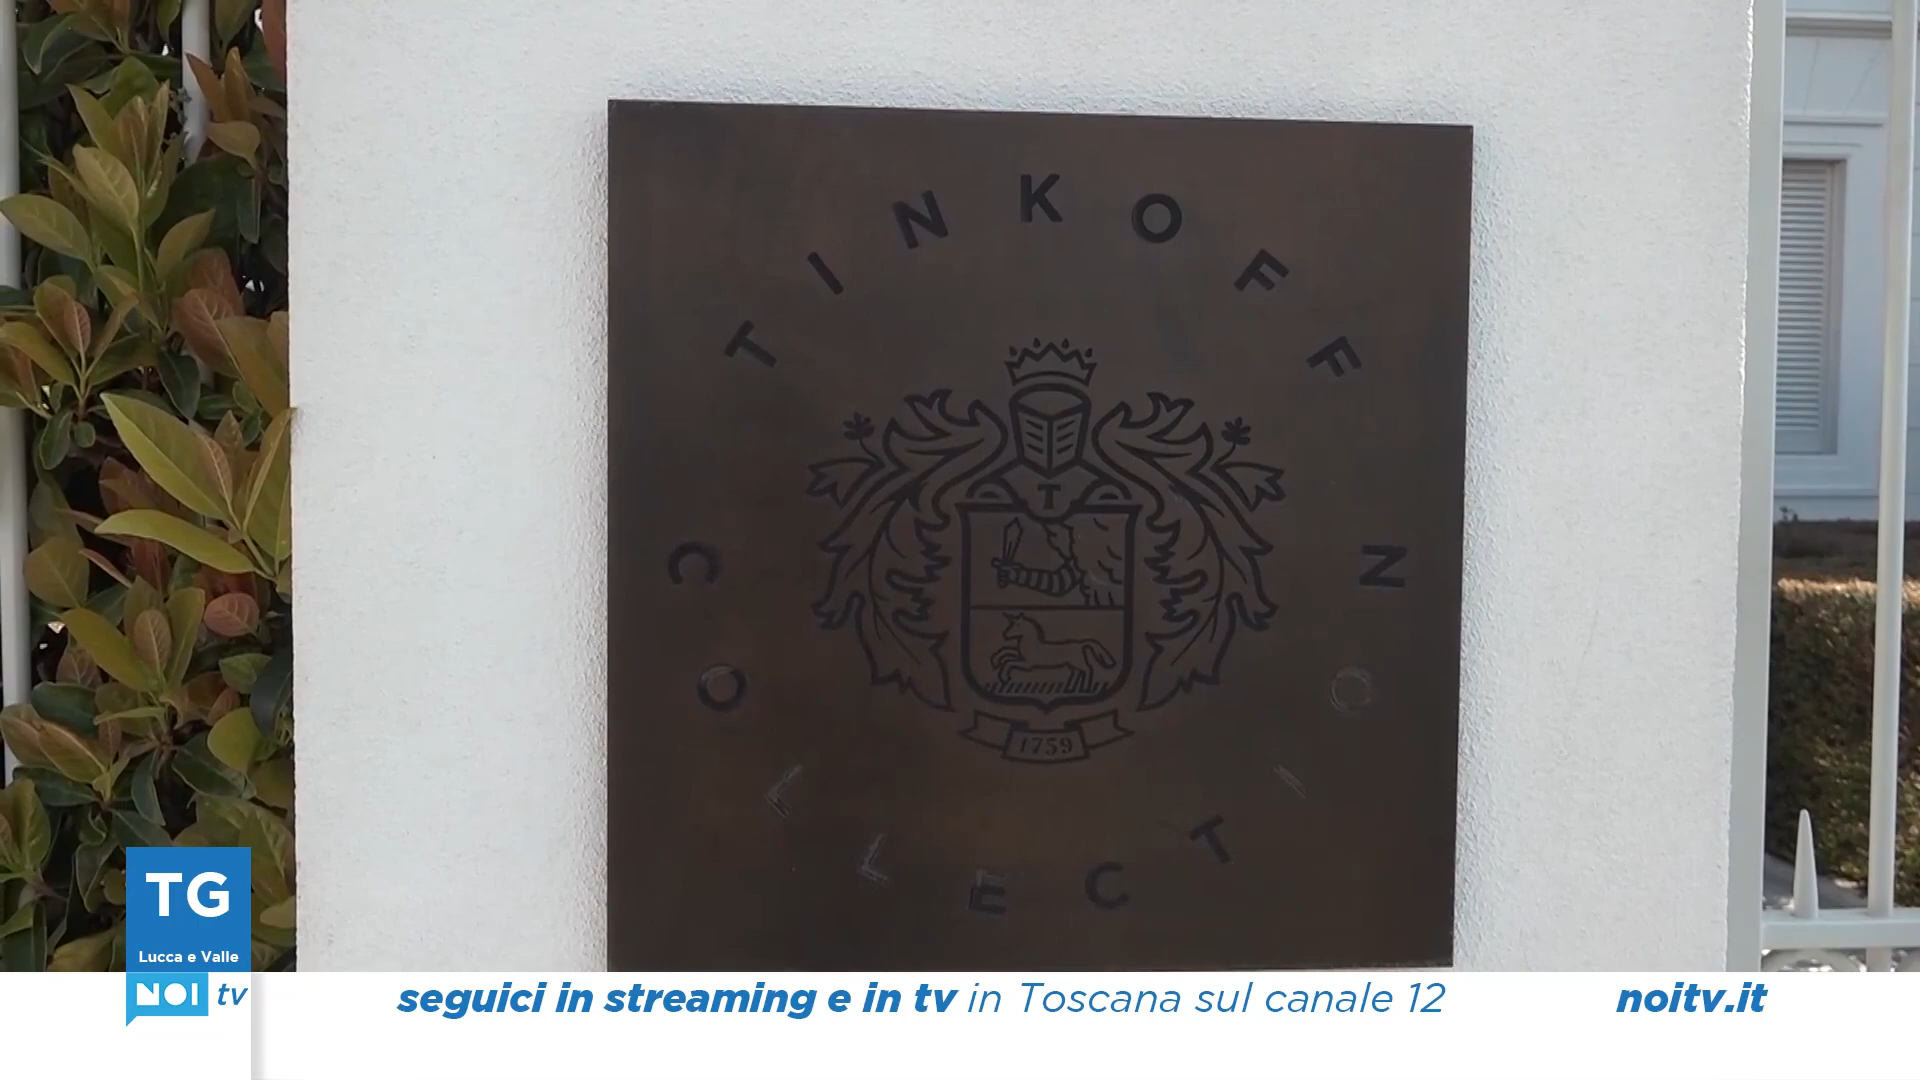 TINKOFF
T
1759
COLLECTION
TG
Lucca e Valle
NOI tv
seguici in streaming e in tv in Toscana sul canale 12
noitv.it